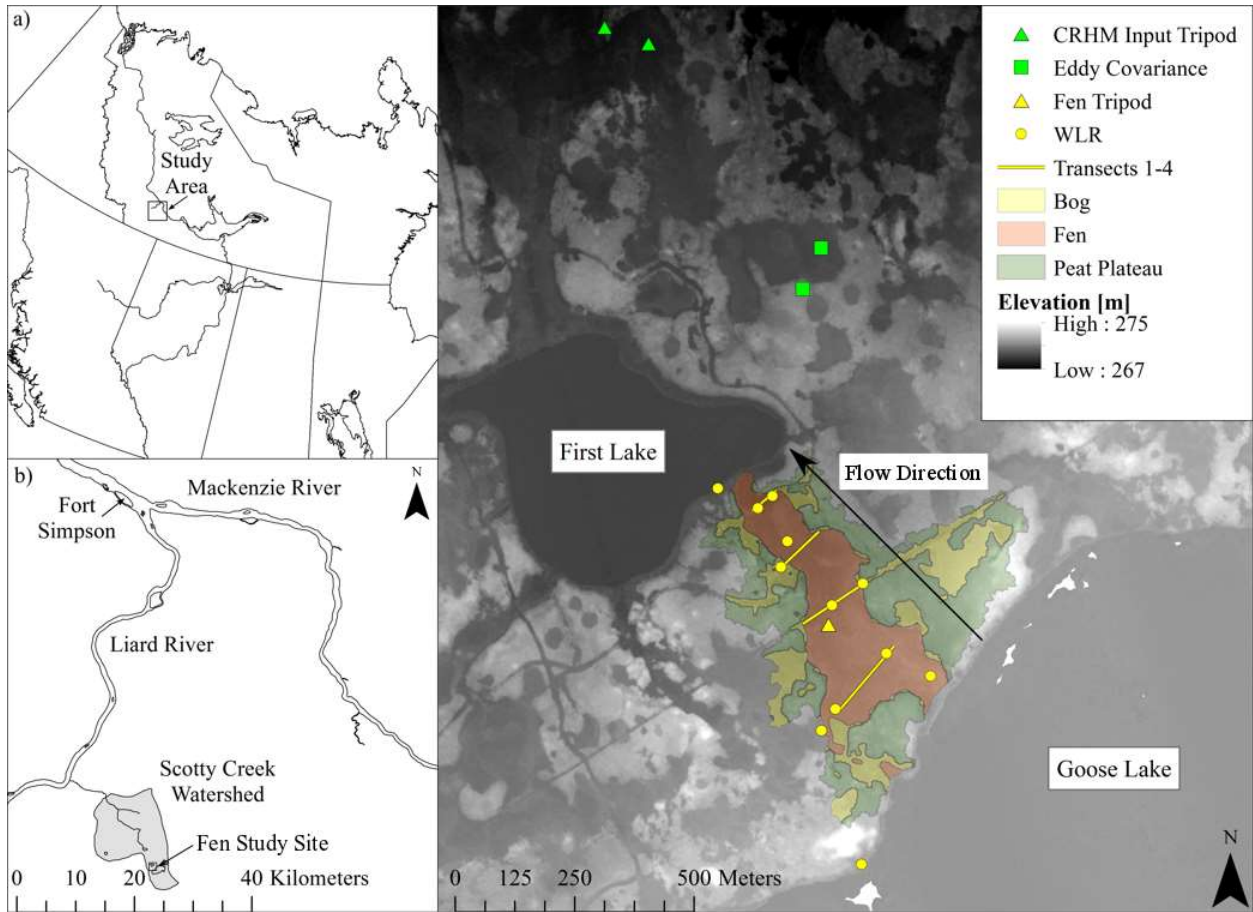 a)
Study
Area
b)
N
Mackenzie River
Fort
Simpson
Liard River
Scotty Creek
Watershed
Fen Study Site
0 10 20 40 Kilometers
CRHM Input Tripod
Eddy Covariance
Fen Tripod
WLR
Transects 1-4
Bog
Fen
Peat Plateau
Elevation [m]
High : 275
Low : 267
First Lake
Flow Direction
Goose Lake
N
0 125 250 500 Meters